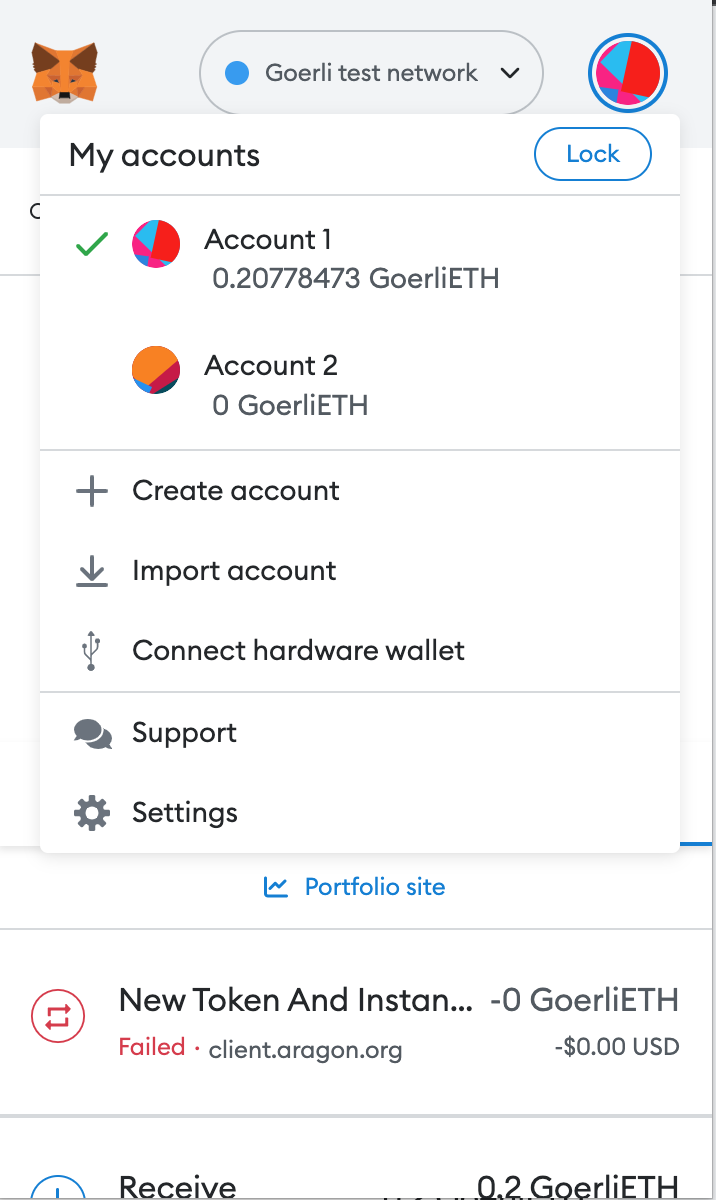 Goerli test network
My accounts
Lock
Account 1
0.20778473 GoerliETH
Account 2
0 GoerliETH
Create account
Import account
Connect hardware wallet
Support
Settings
Portfolio site
New Token And Instan... -0 GoerliETH
Failed · client.aragon.org -$0.00 USD
Receive 0.2 GoerliETH